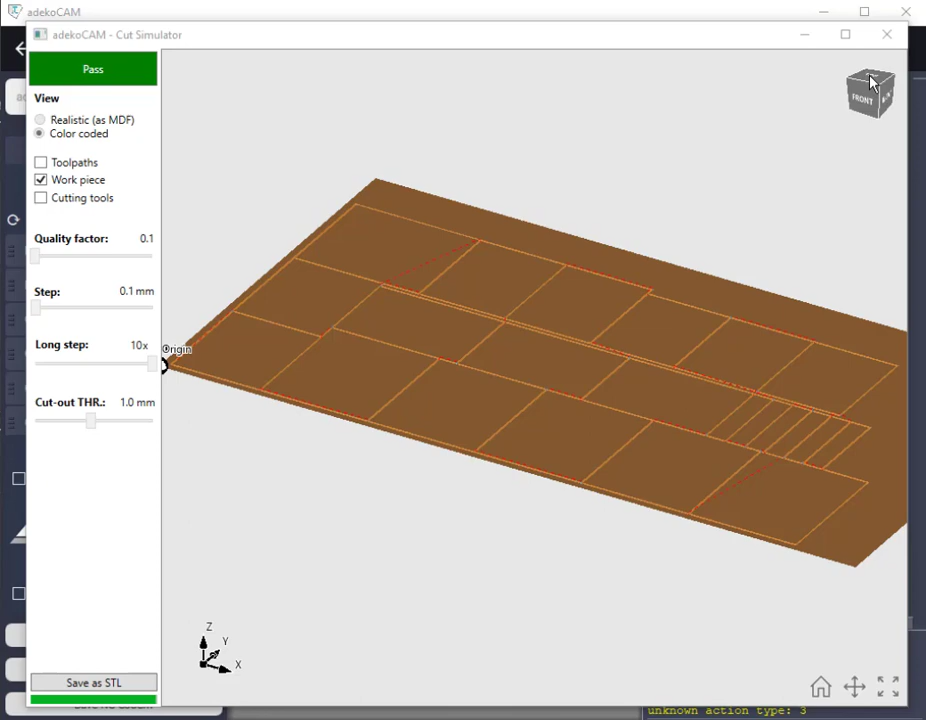 adekoCAM
adekoCAM - Cut Simulator
Pass
View
Realistic (as MDF)
Color coded
Toolpaths
Work piece
Cutting tools
Quality factor: 0.1
Step: 0.1 mm
Long step: 10x
Cut-out THR.: 1.0 mm
Origin
FRONT
Z
Y
X
Save as STL
unknown action type: 3